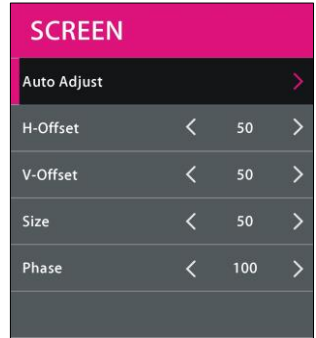 SCREEN
Auto Adjust
H-Offset 50
V-Offset 50
Size 50
Phase 100